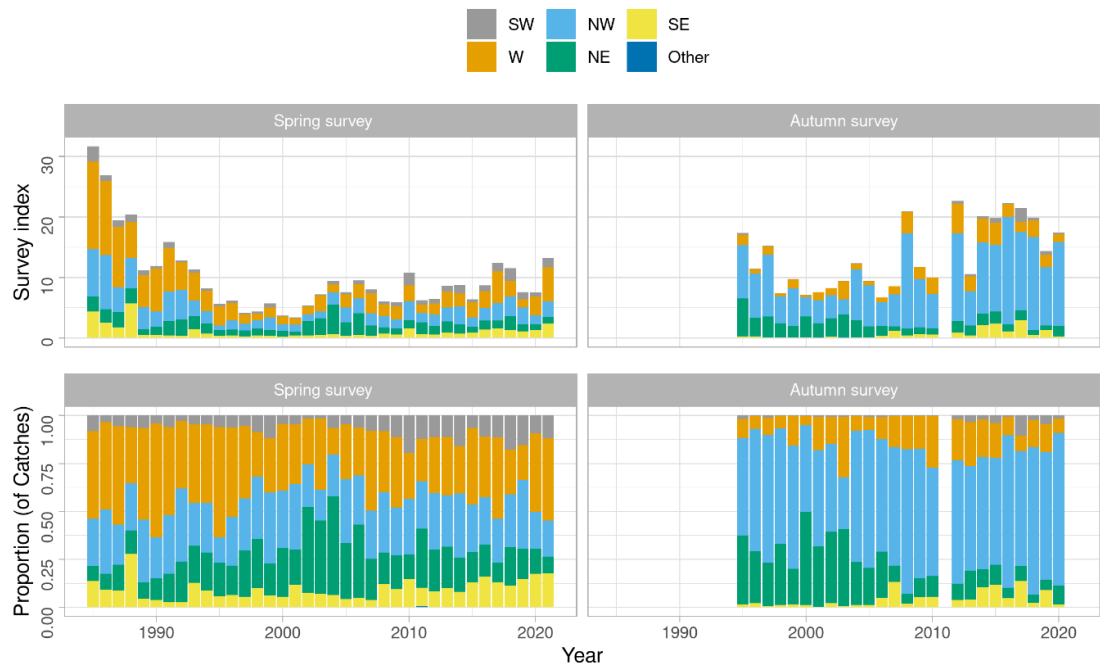 SW NW SE
W NE Other
Spring survey Autumn survey
Survey index
0 10 20 30
Spring survey Autumn survey
Proportion (of Catches)
0.00 0.25 0.50 0.75 1.00
1990 2000 2010 2020 1990 2000 2010 2020
Year